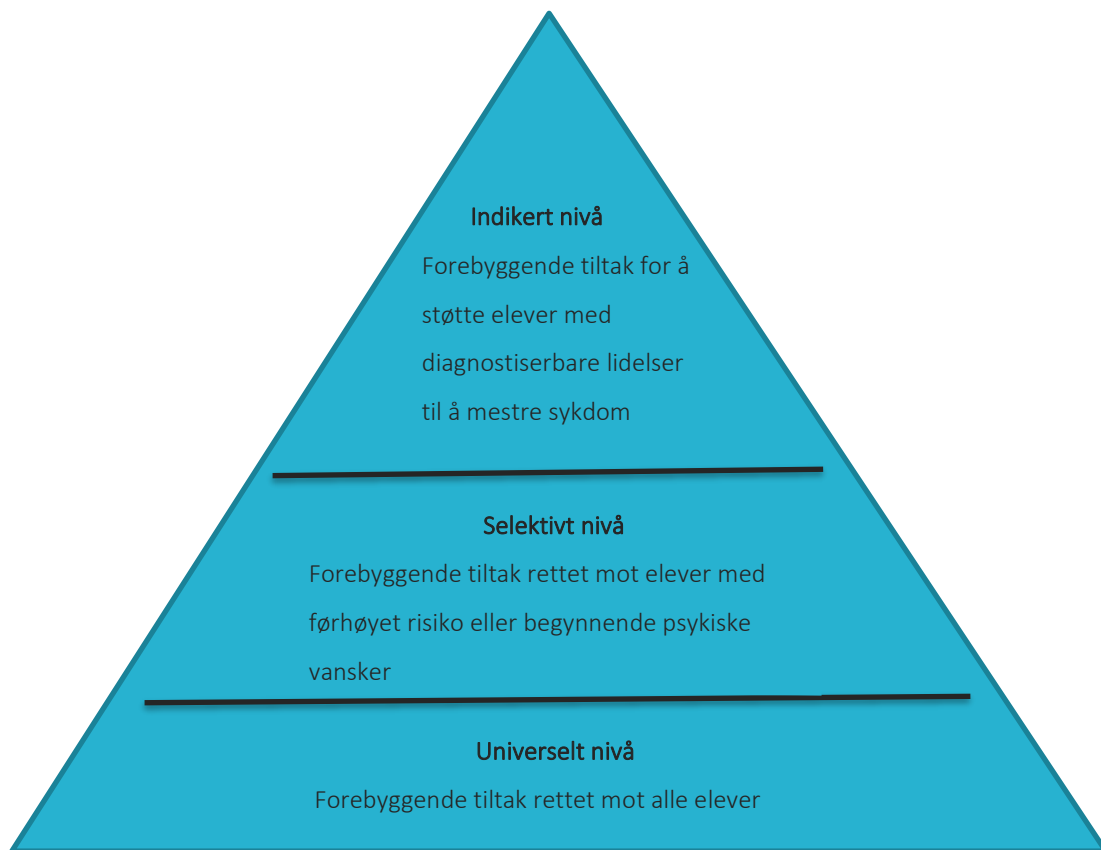 Indikert nivå
Forebyggende tiltak for å
støtte elever med
diagnostiserbare lidelser
til å mestre sykdom
Selektivt nivå
Forebyggende tiltak rettet mot elever med
førhøyet risiko eller begynnende psykiske
vansker
Universelt nivå
Forebyggende tiltak rettet mot alle elever